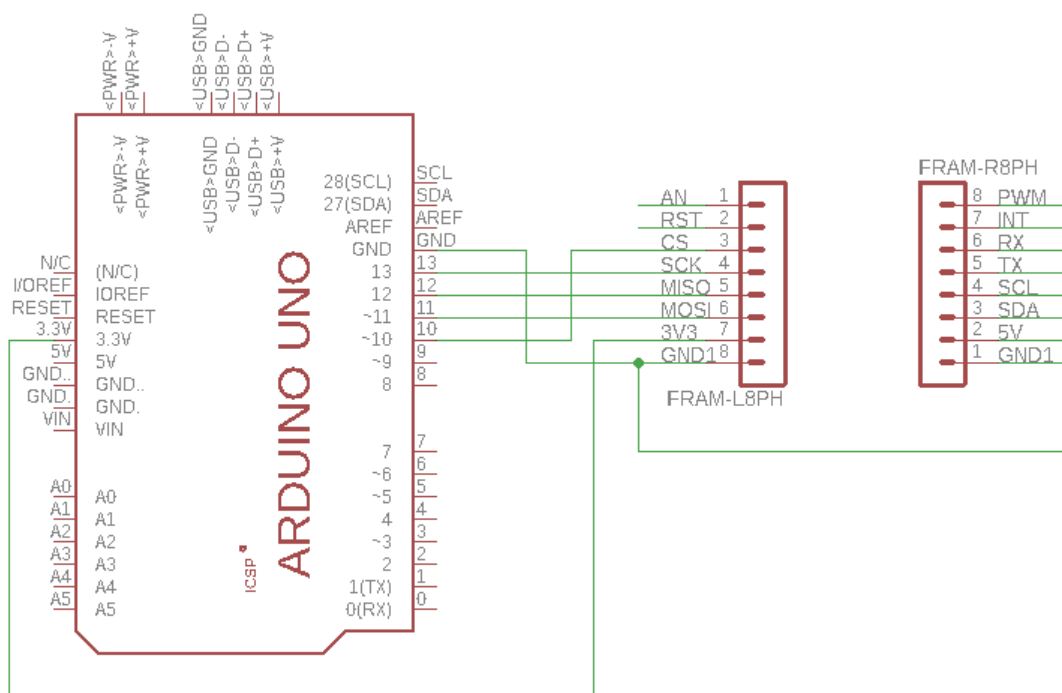 <PWR>-V
<PWR>+V
<USB>GND
<USB>D-
<USB>D+
<USB>+V
<PWR>-V
<PWR>+V
<USB>GND
<USB>D-
<USB>D+
<USB>+V
28(SCL) SCL
27(SDA) SDA
AREF AREF
GND GND
N/C (N/C) 13 13
I/OREF IOREF 12 12
RESET RESET ~11 11
3.3V 3.3V ~10 10
5V 5V ~9 9
GND.. GND.. 8 8
GND. GND.
VIN VIN
7 7
~6 6
A0 A0 ~5 5
A1 A1 4 4
A2 A2 ~3 3
A3 A3 2 2
A4 A4 1(TX) 1
A5 A5 0(RX) 0
ARDUINO UNO
ICSP
AN 1
RST 2
CS 3
SCK 4
MISO 5
MOSI 6
3V3 7
GND1 8
FRAM-L8PH
FRAM-R8PH
8 PWM
7 INT
6 RX
5 TX
4 SCL
3 SDA
2 5V
1 GND1